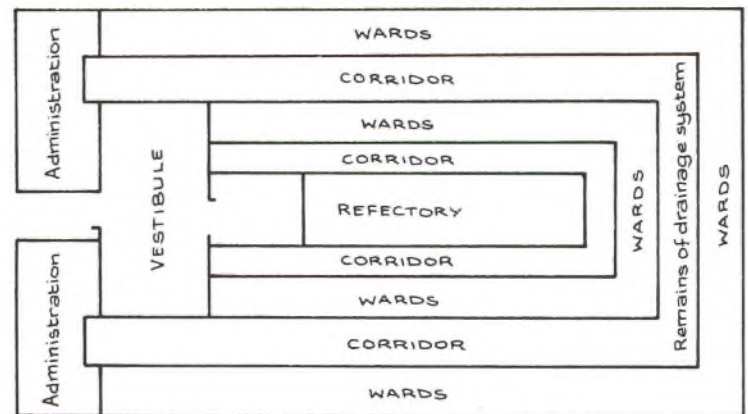 WARDS
Administration
CORRIDOR
WARDS
CORRIDOR
VESTIBULE
REFECTORY
WARDS
Remains of drainage system
WARDS
CORRIDOR
WARDS
Administration
CORRIDOR
WARDS